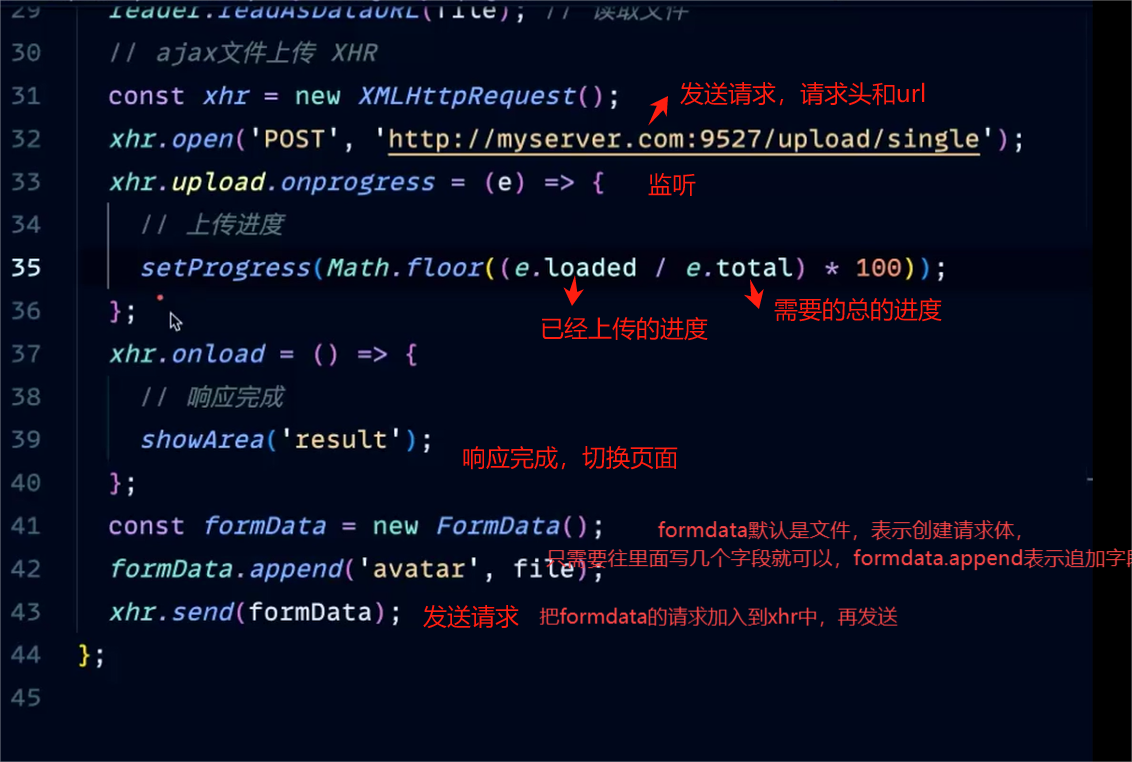 29 reader.readAsDataURL(file); // 读取文件
30 // ajax文件上传 XHR
31 const xhr = new XMLHttpRequest();
发送请求，请求头和url
32 xhr.open('POST', 'http://myserver.com:9527/upload/single');
33 xhr.upload.onprogress = (e) => {
监听
34 // 上传进度
35 setProgress(Math.floor((e.loaded / e.total) * 100));
36 };
需要的总的进度
已经上传的进度
37 xhr.onload = () => {
38 // 响应完成
39 showArea('result');
响应完成，切换页面
40 };
41 const formData = new FormData();
formdata默认是文件，表示创建请求体，
只需要往里面写几个字段就可以，formdata.append表示追加字段
42 formData.append('avatar', file);
43 xhr.send(formData);
发送请求
把formdata的请求加入到xhr中，再发送
44 };
45